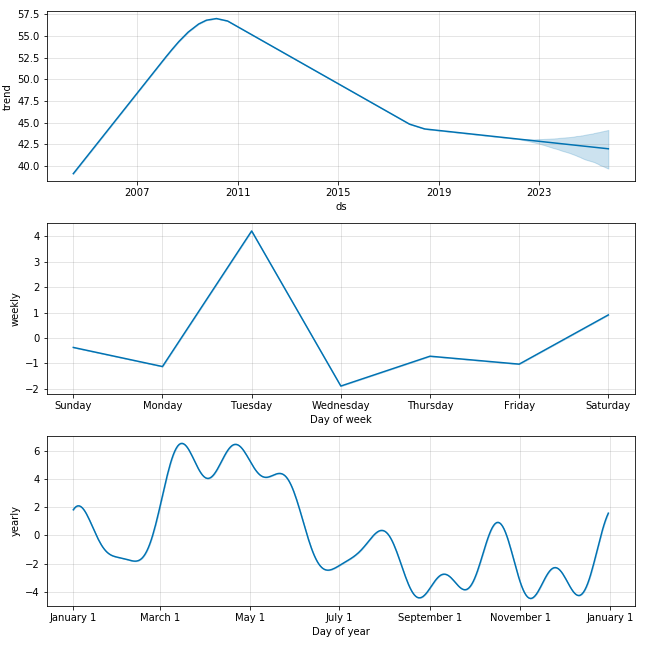 57.5
55.0
52.5
50.0
47.5
45.0
42.5
40.0
trend
2007 2011 2015 2019 2023
ds
4
3
2
1
0
−1
−2
weekly
Sunday Monday Tuesday Wednesday Thursday Friday Saturday
Day of week
6
4
2
0
−2
−4
yearly
January 1 March 1 May 1 July 1 September 1 November 1 January 1
Day of year